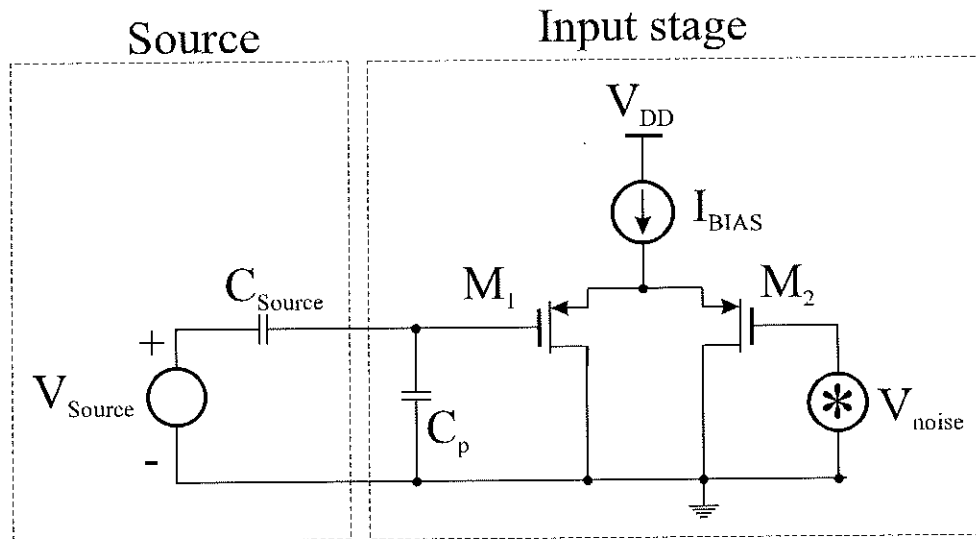 Source
Input stage
V_DD
I_BIAS
C_Source
M_1
M_2
+
V_Source
-
C_p
*
V_noise